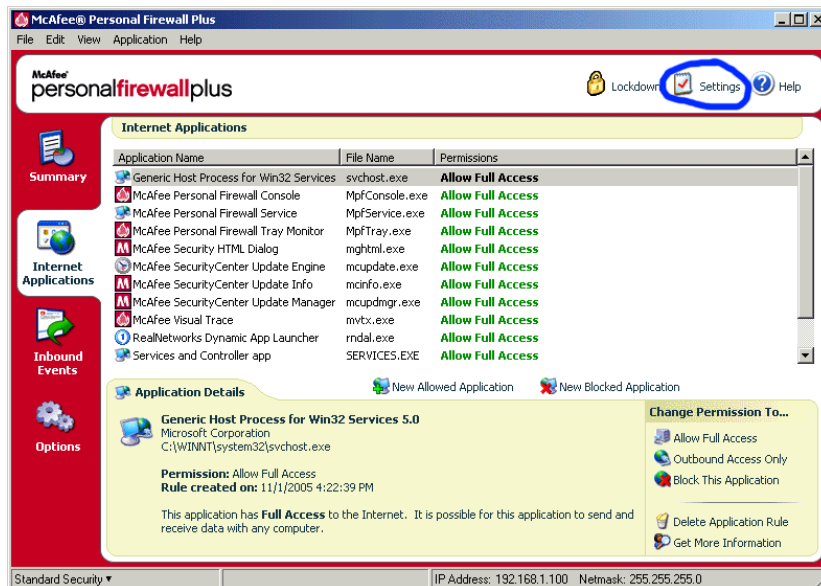 McAfee® Personal Firewall Plus
File Edit View Application Help
McAfee®
personalfirewallplus
Lockdown
Settings
Help
Summary
Internet Applications
Inbound Events
Options
Internet Applications
Application Name File Name Permissions
Generic Host Process for Win32 Services svchost.exe Allow Full Access
McAfee Personal Firewall Console MpfConsole.exe Allow Full Access
McAfee Personal Firewall Service MpfService.exe Allow Full Access
McAfee Personal Firewall Tray Monitor MpfTray.exe Allow Full Access
McAfee Security HTML Dialog mghtml.exe Allow Full Access
McAfee SecurityCenter Update Engine mcupdate.exe Allow Full Access
McAfee SecurityCenter Update Info mcinfo.exe Allow Full Access
McAfee SecurityCenter Update Manager mcupdmgr.exe Allow Full Access
McAfee Visual Trace mvtx.exe Allow Full Access
RealNetworks Dynamic App Launcher rndal.exe Allow Full Access
Services and Controller app SERVICES.EXE Allow Full Access
New Allowed Application New Blocked Application
Application Details
Generic Host Process for Win32 Services 5.0
Microsoft Corporation
C:\WINNT\system32\svchost.exe
Permission: Allow Full Access
Rule created on: 11/1/2005 4:22:39 PM
This application has Full Access to the Internet. It is possible for this application to send and
receive data with any computer.
Change Permission To...
Allow Full Access
Outbound Access Only
Block This Application
Delete Application Rule
Get More Information
Standard Security
IP Address: 192.168.1.100 Netmask: 255.255.255.0